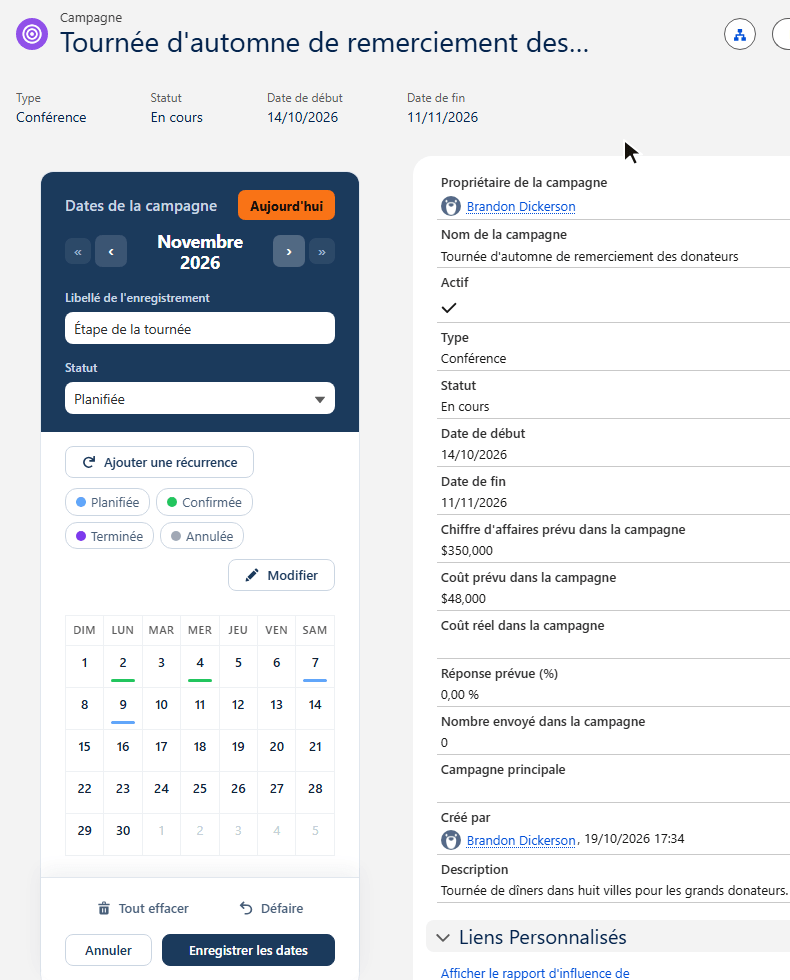 Campagne
Tournée d'automne de remerciement des...
Type
Statut
Date de début
Date de fin
Conférence
En cours
14/10/2026
11/11/2026
Dates de la campagne
Aujourd'hui
«
‹
Novembre
2026
›
»
Libellé de l'enregistrement
Étape de la tournée
Statut
Planifiée
Ajouter une récurrence
Planifiée
Confirmée
Terminée
Annulée
Modifier
DIM LUN MAR MER JEU VEN SAM
1 2 3 4 5 6 7
8 9 10 11 12 13 14
15 16 17 18 19 20 21
22 23 24 25 26 27 28
29 30 1 2 3 4 5
Tout effacer
Défaire
Annuler
Enregistrer les dates
Propriétaire de la campagne
Brandon Dickerson
Nom de la campagne
Tournée d'automne de remerciement des donateurs
Actif
Type
Conférence
Statut
En cours
Date de début
14/10/2026
Date de fin
11/11/2026
Chiffre d'affaires prévu dans la campagne
$350,000
Coût prévu dans la campagne
$48,000
Coût réel dans la campagne
Réponse prévue (%)
0,00 %
Nombre envoyé dans la campagne
0
Campagne principale
Créé par
Brandon Dickerson, 19/10/2026 17:34
Description
Tournée de dîners dans huit villes pour les grands donateurs.
Liens Personnalisés
Afficher le rapport d'influence de